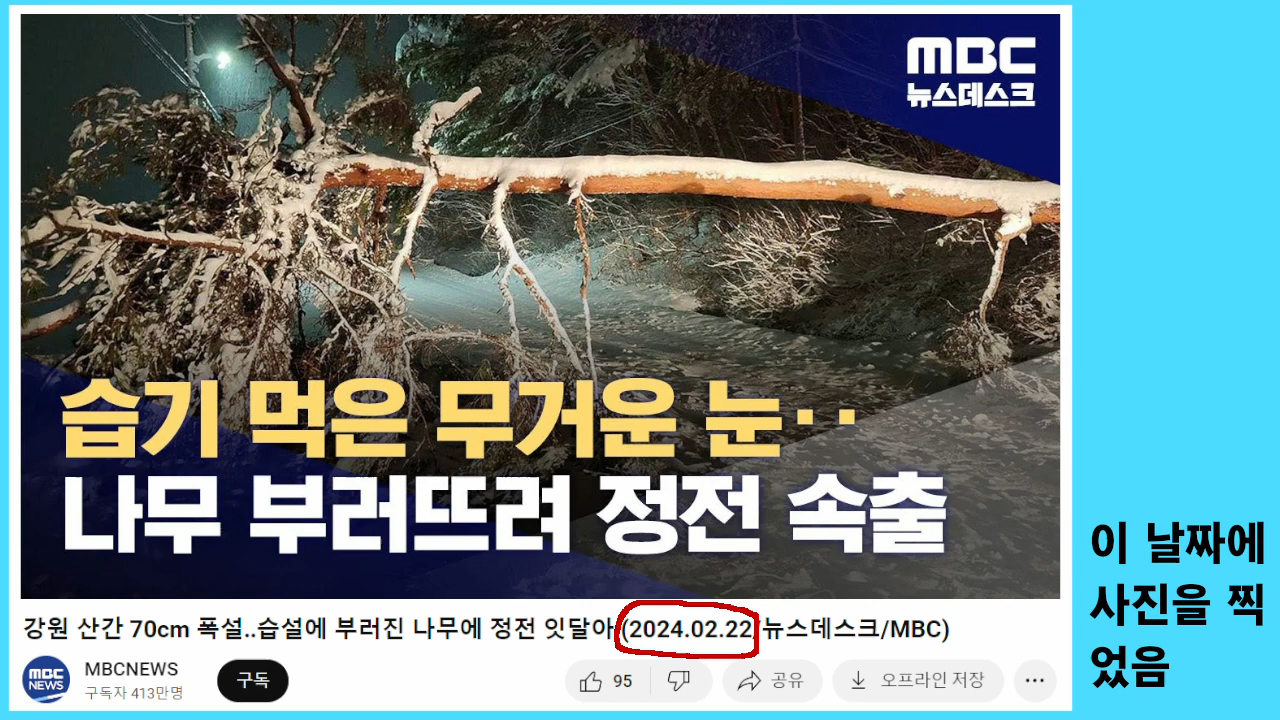 MBC
뉴스데스크
습기 먹은 무거운 눈··
나무 부러뜨려 정전 속출
강원 산간 70cm 폭설..습설에 부러진 나무에 정전 잇달아 (2024.02.22/뉴스데스크/MBC)
MBC
NEWS
MBCNEWS
구독자 413만명
구독
95
공유
오프라인 저장
이 날짜에
사진을 찍
었음